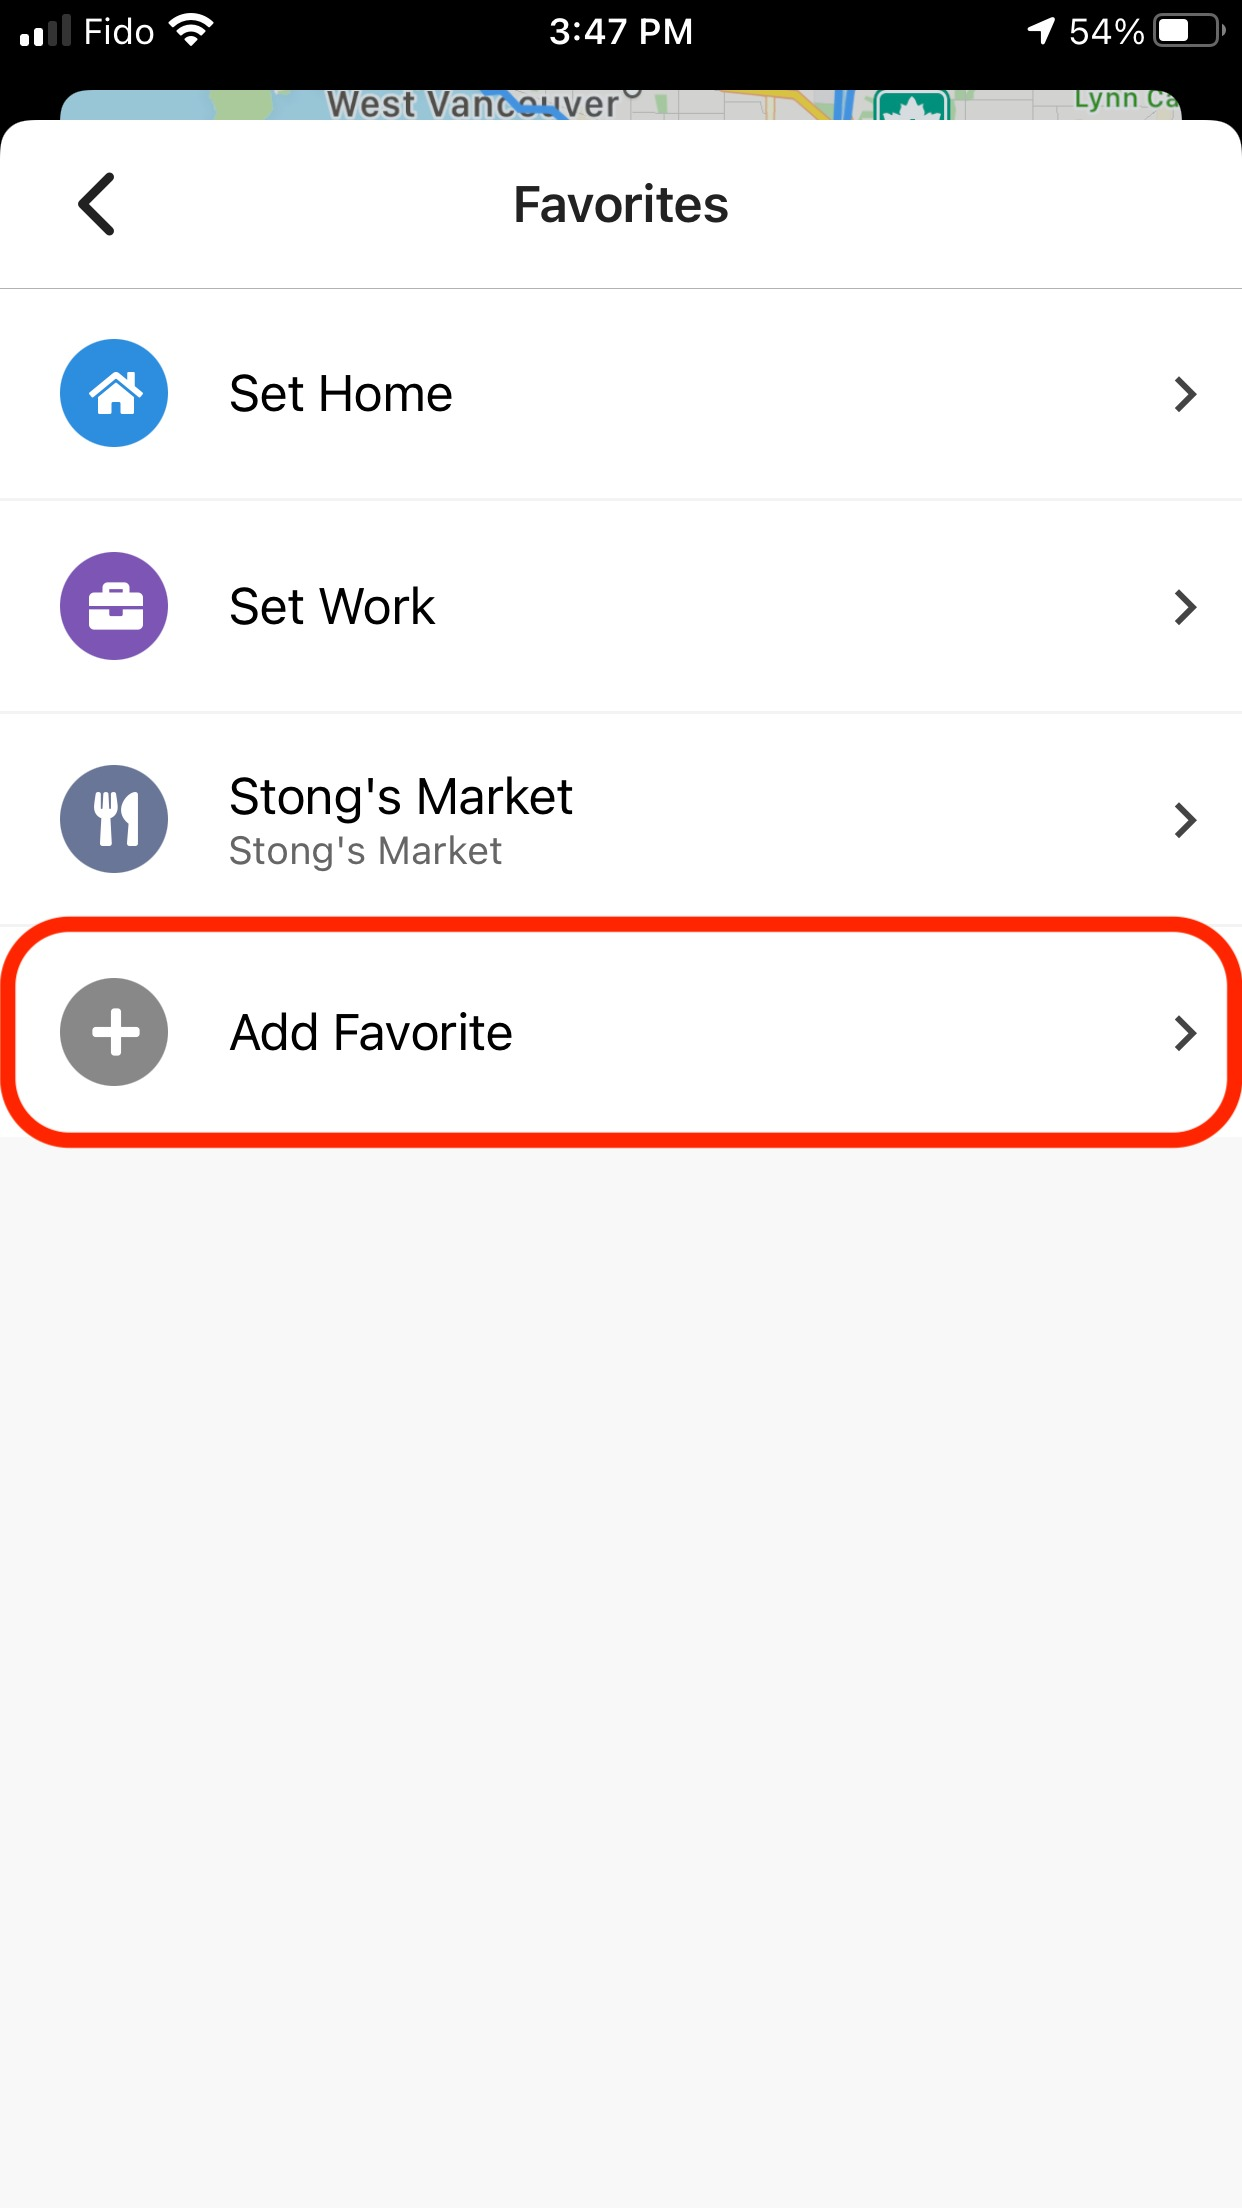 Fido 3:47 PM 54%
West Vancouver Lynn Ca
Favorites
Set Home
Set Work
Stong's Market
Stong's Market
Add Favorite